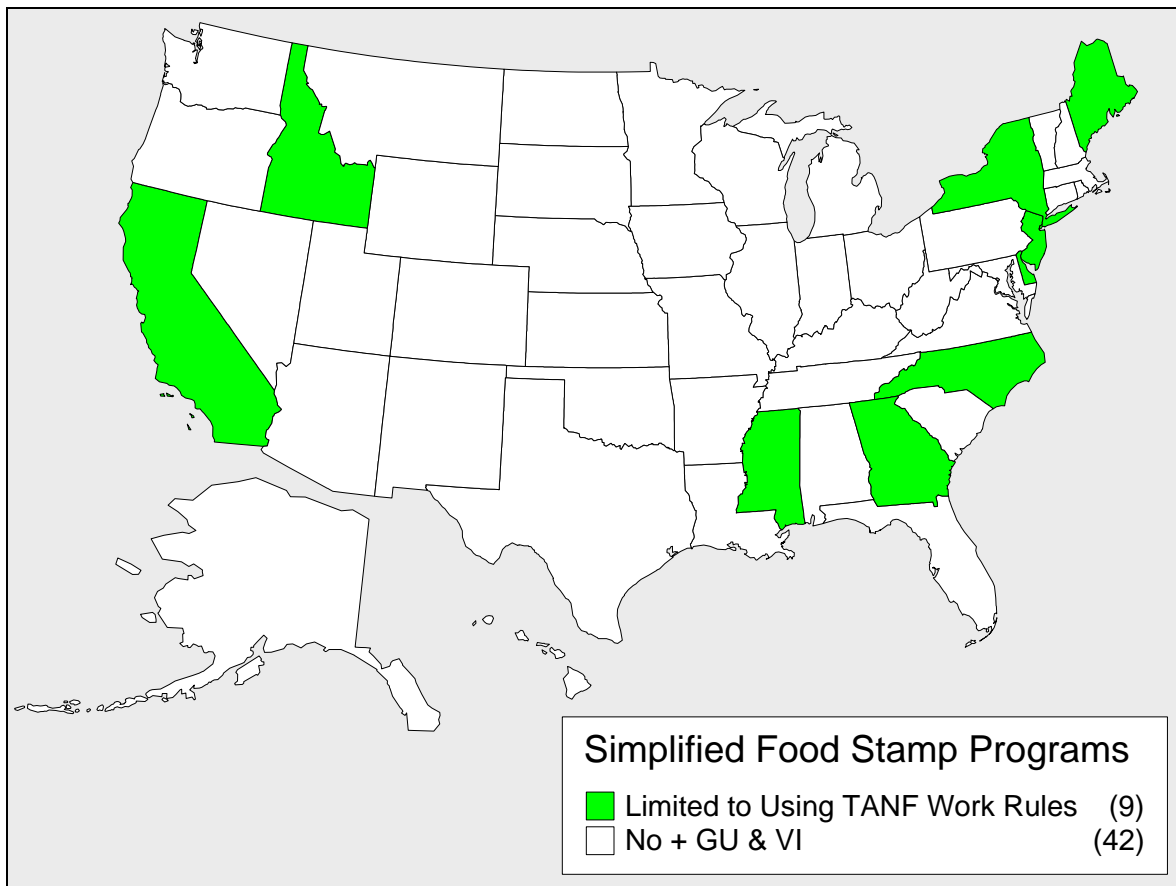 Simplified Food Stamp Programs
Limited to Using TANF Work Rules (9)
No + GU & VI (42)